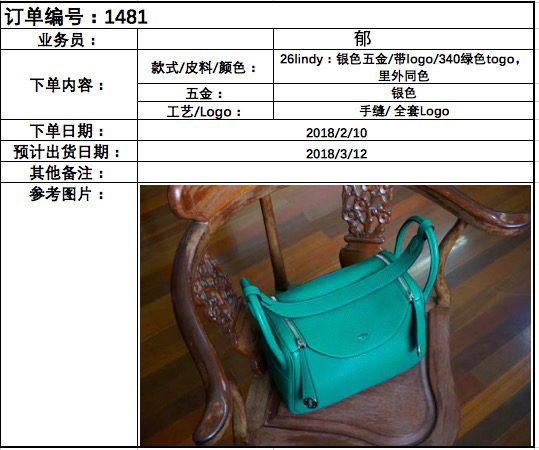 订单编号：1481
业务员：
郁
下单内容：
款式/皮料/颜色：
26lindy：银色五金/带logo/340绿色togo，
里外同色
五金：
银色
工艺/Logo：
手缝/ 全套Logo
下单日期：
2018/2/10
预计出货日期：
2018/3/12
其他备注：
参考图片：